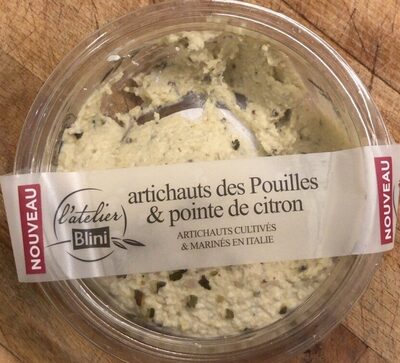 NOUVEAU
l'atelier
Blini
artichauts des Pouilles
& pointe de citron
ARTICHAUTS CULTIVÉS
& MARINÉS EN ITALIE
NOUVEAU